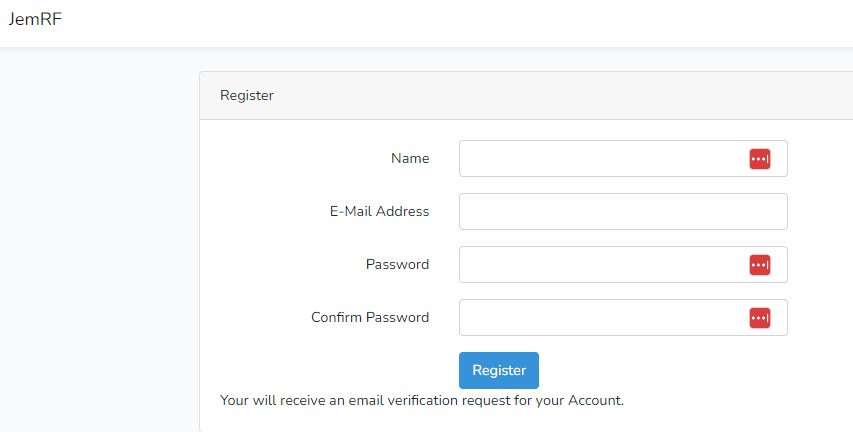 JemRF
Register
Name
E-Mail Address
Password
Confirm Password
Register
Your will receive an email verification request for your Account.